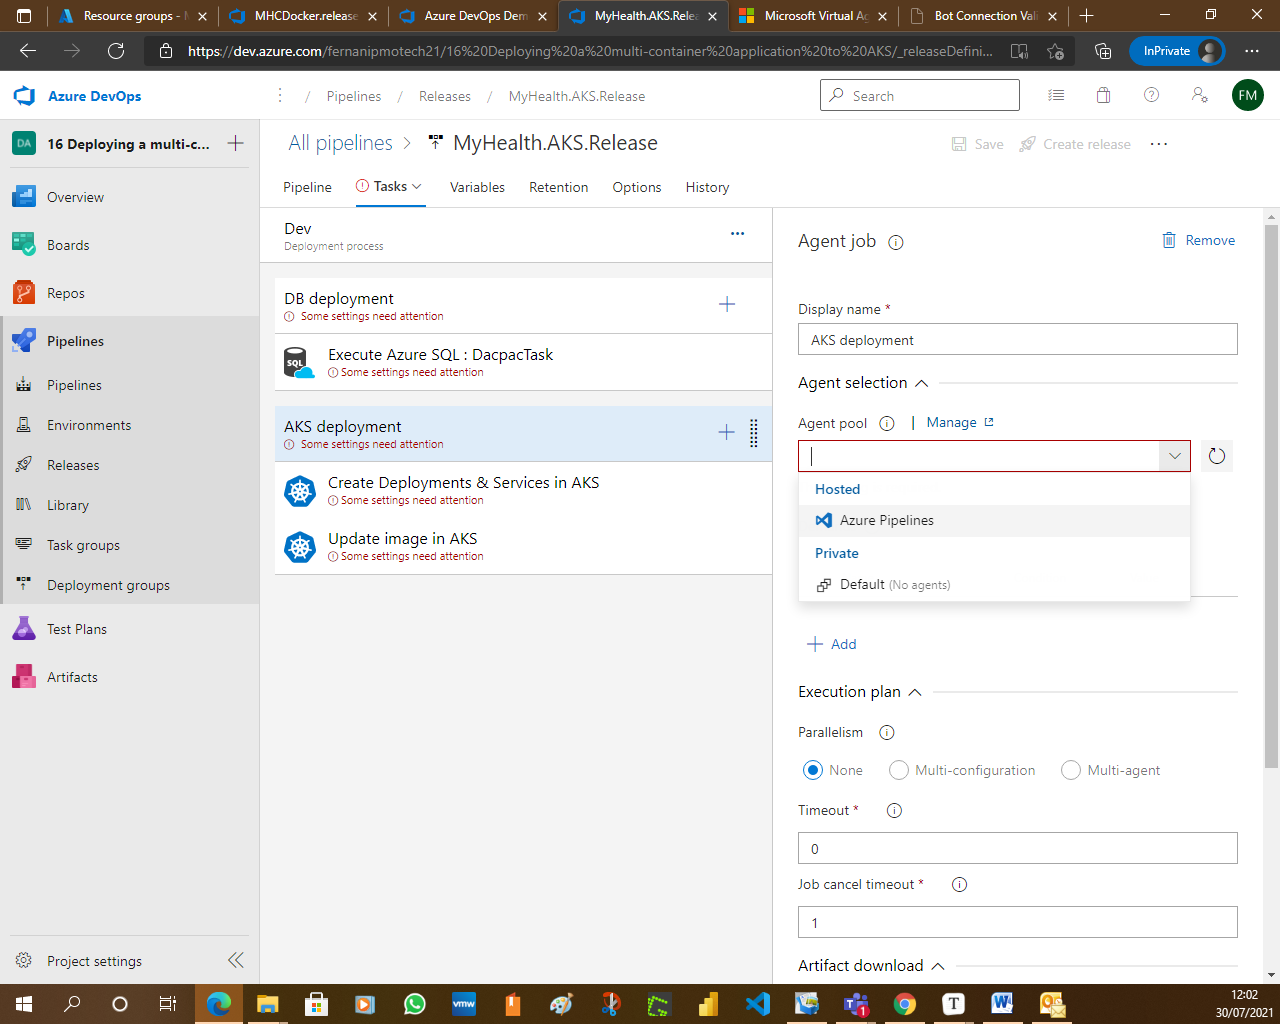 Resource groups - M
MHCDocker.release
Azure DevOps Dem
MyHealth.AKS.Relea
Microsoft Virtual Ag
Bot Connection Vali
https://dev.azure.com/fernanipmotech21/16%20Deploying%20a%20multi-container%20application%20to%20AKS/_releaseDefini...
InPrivate
Azure DevOps
/ Pipelines / Releases / MyHealth.AKS.Release
Search
FM
DA
16 Deploying a multi-c...
Overview
Boards
Repos
Pipelines
Pipelines
Environments
Releases
Library
Task groups
Deployment groups
Test Plans
Artifacts
Project settings
All pipelines > MyHealth.AKS.Release
Save
Create release
Pipeline
Tasks
Variables
Retention
Options
History
Dev
Deployment process
DB deployment
Some settings need attention
SQL
Execute Azure SQL : DacpacTask
Some settings need attention
AKS deployment
Some settings need attention
Create Deployments & Services in AKS
Some settings need attention
Update image in AKS
Some settings need attention
Agent job
Remove
Display name *
AKS deployment
Agent selection
Agent pool | Manage
Hosted
Azure Pipelines
Private
Default (No agents)
Add
Execution plan
Parallelism
None
Multi-configuration
Multi-agent
Timeout *
0
Job cancel timeout *
1
Artifact download
vmw
1
T
12:02
30/07/2021